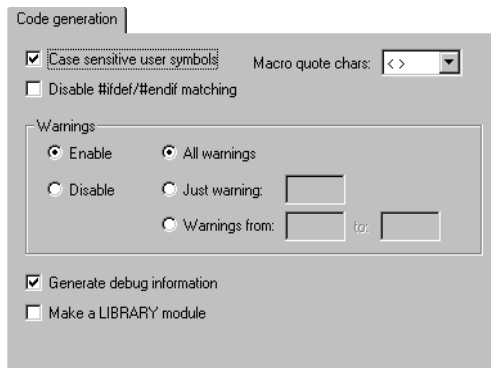 Code generation
Case sensitive user symbols Macro quote chars: < >
Disable #ifdef/#endif matching
Warnings
Enable All warnings
Disable Just warning:
Warnings from: to:
Generate debug information
Make a LIBRARY module